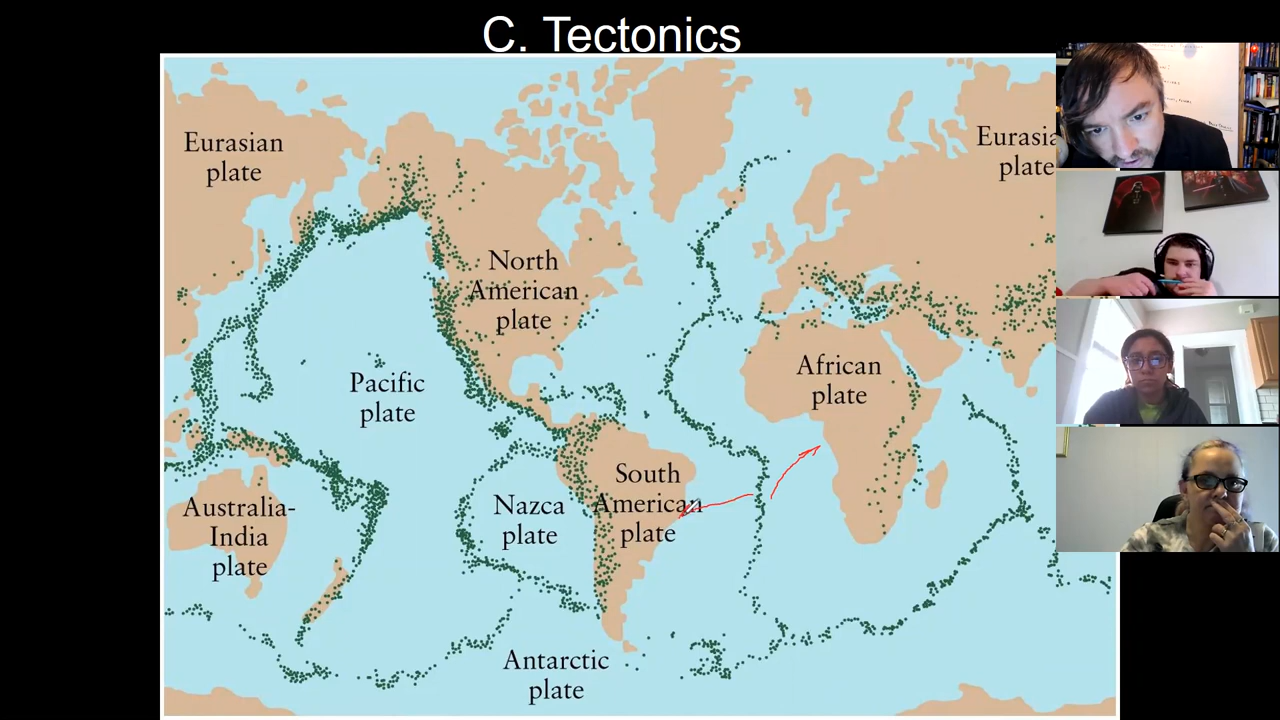 C. Tectonics
Eurasian
plate
Eurasia
plate
North
American
plate
Pacific
plate
African
plate
South
American
plate
Nazca
plate
Australia-
India
plate
Antarctic
plate